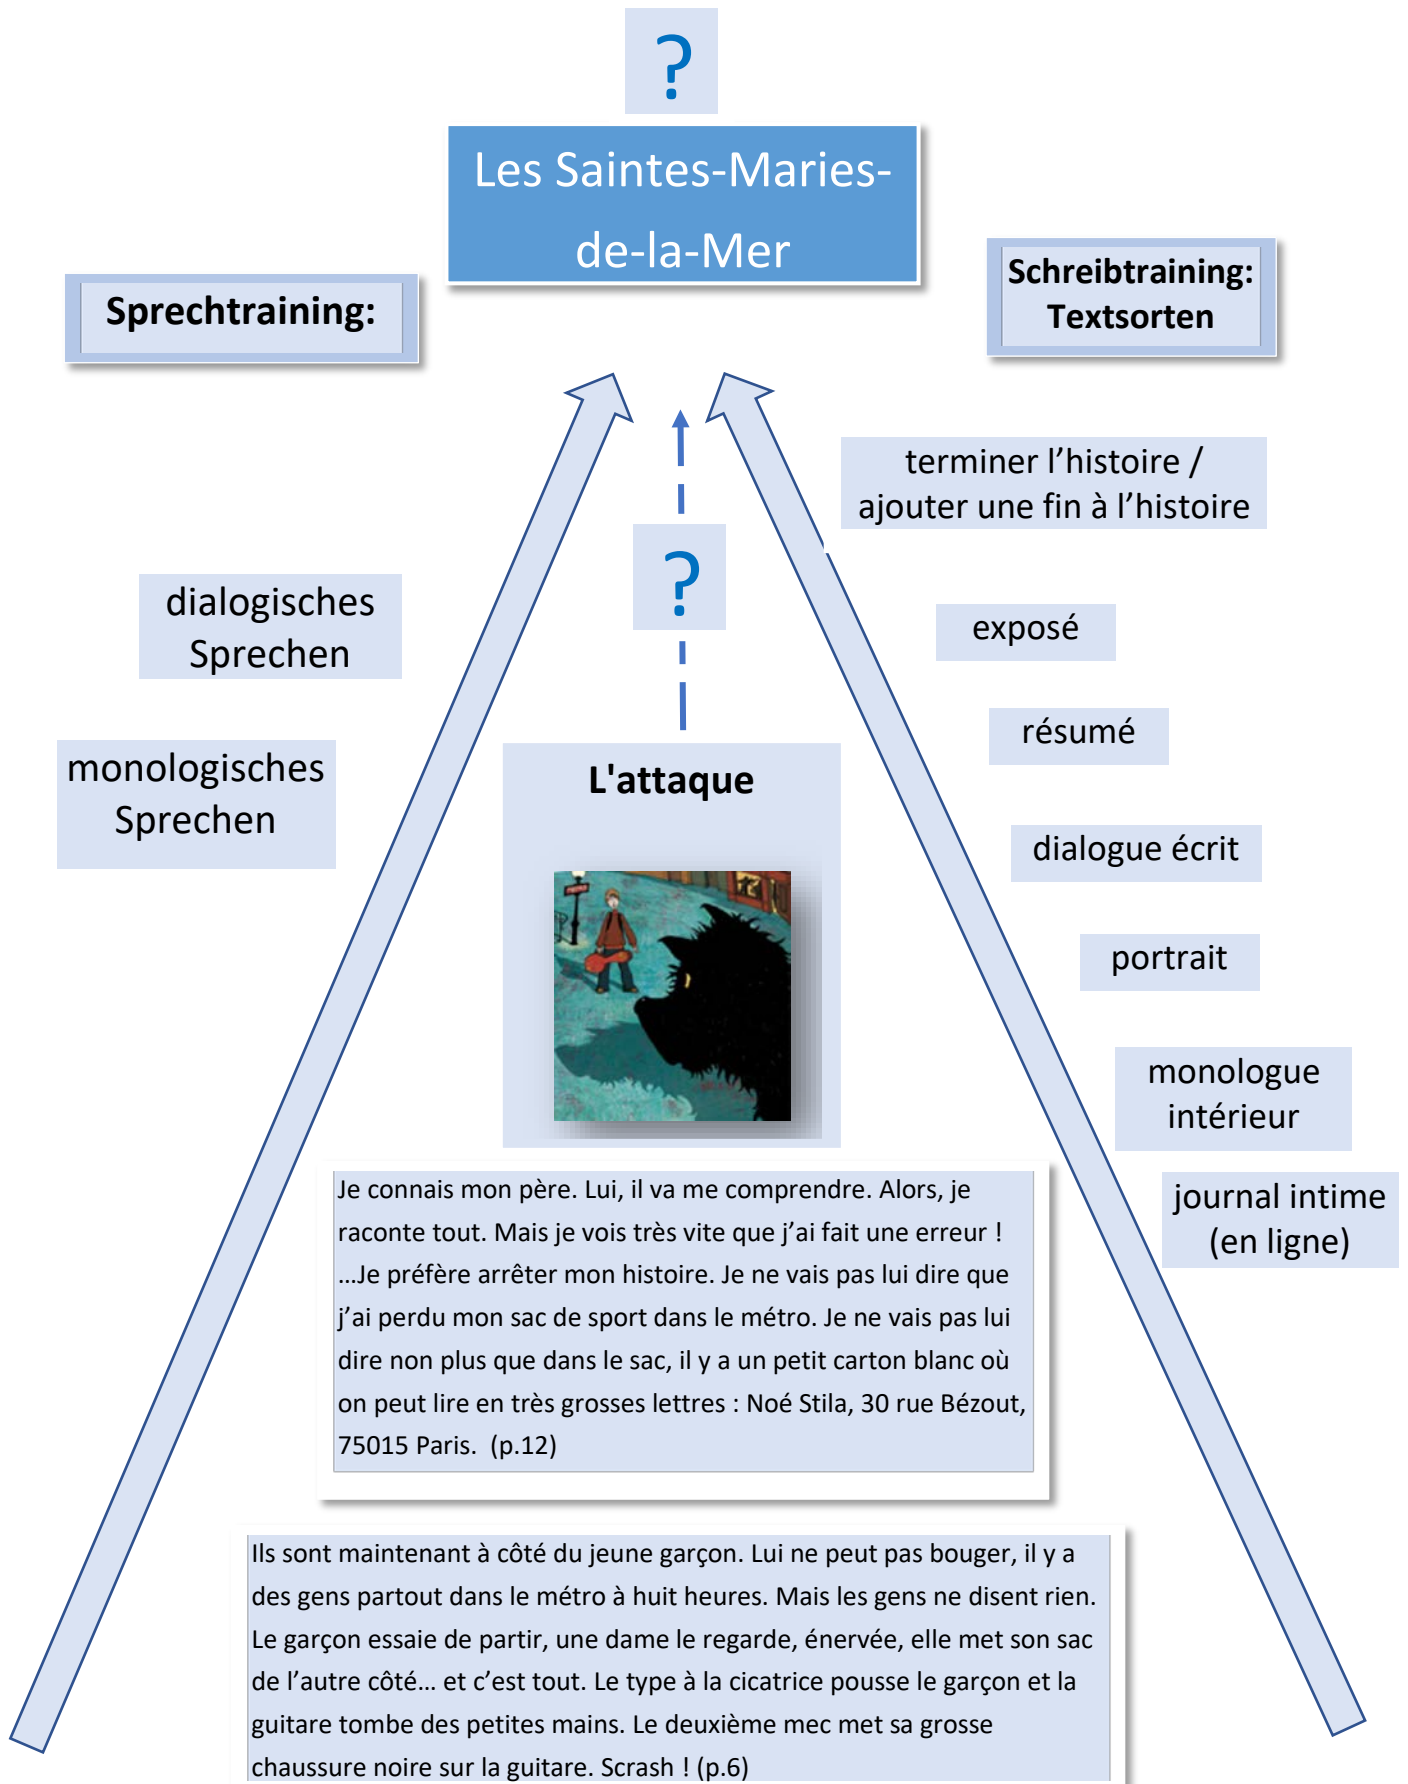 ?
Les Saintes-Maries-
de-la-Mer
Sprechtraining:
Schreibtraining:
Textsorten
terminer l’histoire /
ajouter une fin à l’histoire
?
dialogisches
Sprechen
exposé
résumé
monologisches
Sprechen
L'attaque
dialogue écrit
portrait
monologue
intérieur
journal intime
(en ligne)
Je connais mon père. Lui, il va me comprendre. Alors, je
raconte tout. Mais je vois très vite que j’ai fait une erreur !
…Je préfère arrêter mon histoire. Je ne vais pas lui dire que
j’ai perdu mon sac de sport dans le métro. Je ne vais pas lui
dire non plus que dans le sac, il y a un petit carton blanc où
on peut lire en très grosses lettres : Noé Stila, 30 rue Bézout,
75015 Paris.  (p.12)
Ils sont maintenant à côté du jeune garçon. Lui ne peut pas bouger, il y a
des gens partout dans le métro à huit heures. Mais les gens ne disent rien.
Le garçon essaie de partir, une dame le regarde, énervée, elle met son sac
de l’autre côté… et c’est tout. Le type à la cicatrice pousse le garçon et la
guitare tombe des petites mains. Le deuxième mec met sa grosse
chaussure noire sur la guitare. Scrash ! (p.6)